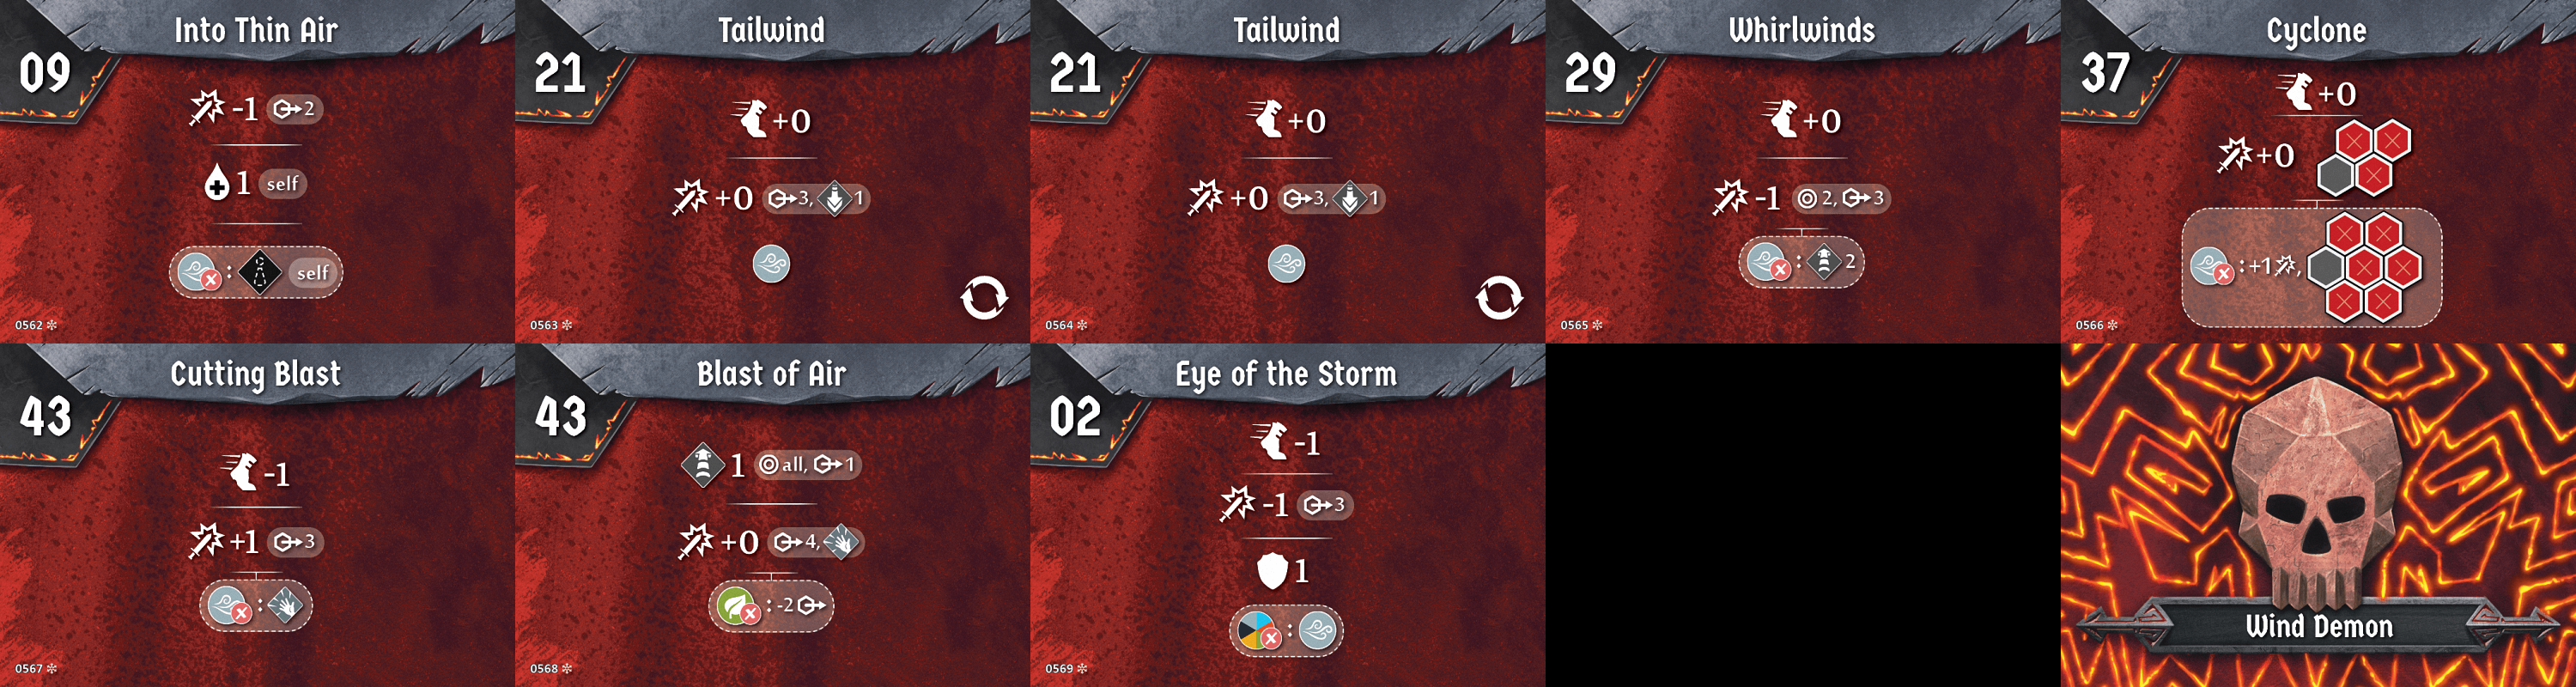 Into Thin Air
09
-1 2
1 self
: self
0562
Tailwind
21
+0
+0 3, 1
0563
Tailwind
21
+0
+0 3, 1
0564
Whirlwinds
29
+0
-1 2, 3
: 2
0565
Cyclone
37
+0
+0
: +1 ,
0566
Cutting Blast
43
-1
+1 3
:
0567
Blast of Air
43
1 all, 1
+0 4,
: -2
0568
Eye of the Storm
02
-1
-1 3
1
:
0569
Wind Demon